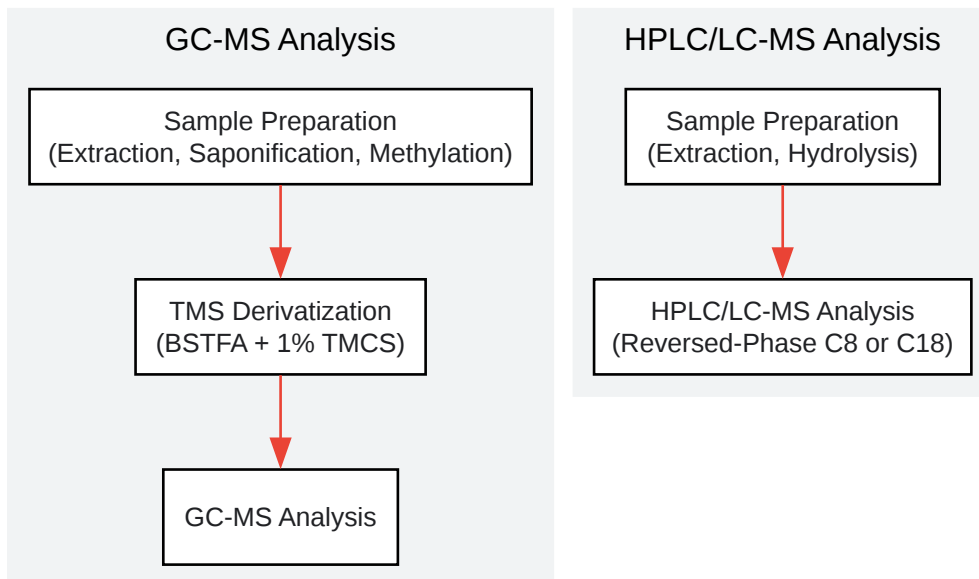 GC-MS Analysis
Sample Preparation
(Extraction, Saponification, Methylation)
TMS Derivatization
(BSTFA + 1% TMCS)
GC-MS Analysis
HPLC/LC-MS Analysis
Sample Preparation
(Extraction, Hydrolysis)
HPLC/LC-MS Analysis
(Reversed-Phase C8 or C18)